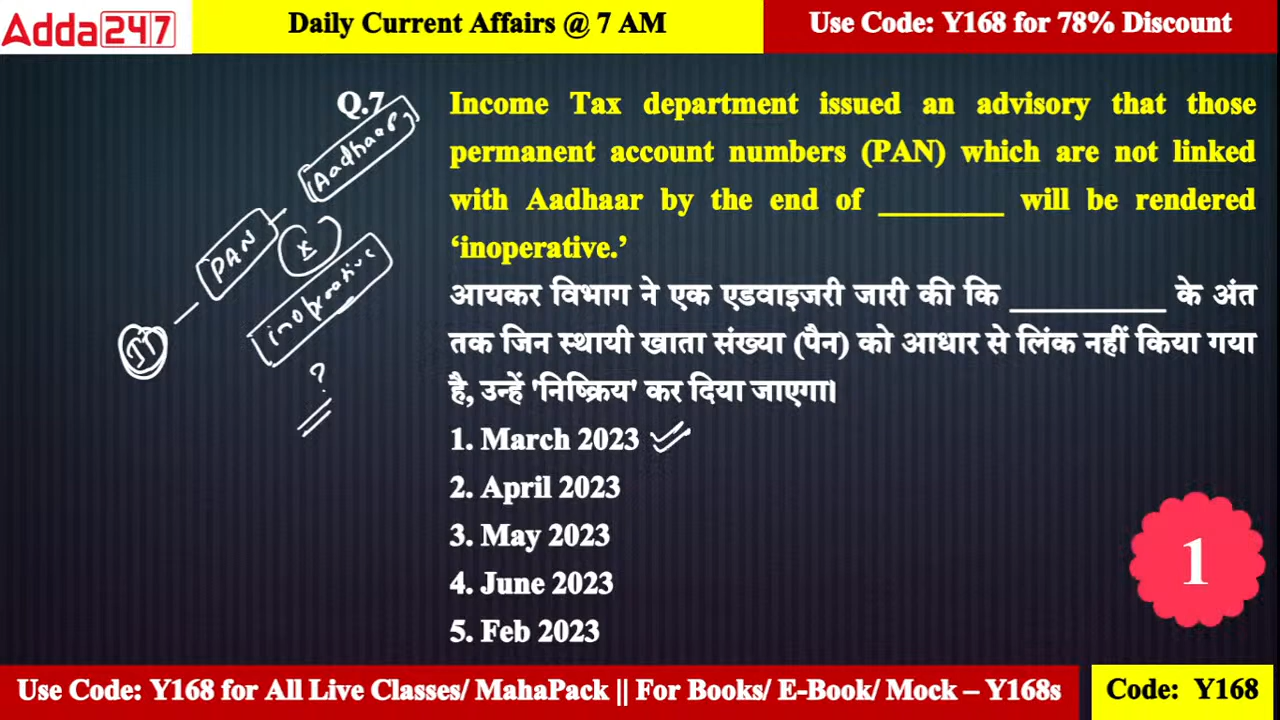 Adda247
Daily Current Affairs @ 7 AM
Use Code: Y168 for 78% Discount
Q.7
Income Tax department issued an advisory that those
permanent account numbers (PAN) which are not linked
with Aadhaar by the end of ________ will be rendered
‘inoperative.’
आयकर विभाग ने एक एडवाइजरी जारी की कि __________ के अंत
तक जिन स्थायी खाता संख्या (पैन) को आधार से लिंक नहीं किया गया
है, उन्हें 'निष्क्रिय' कर दिया जाएगा।
1. March 2023
2. April 2023
3. May 2023
4. June 2023
5. Feb 2023
Aadhaar
PAN
x
inoperative
?
IT
1
Use Code: Y168 for All Live Classes/ MahaPack || For Books/ E-Book/ Mock – Y168s
Code: Y168